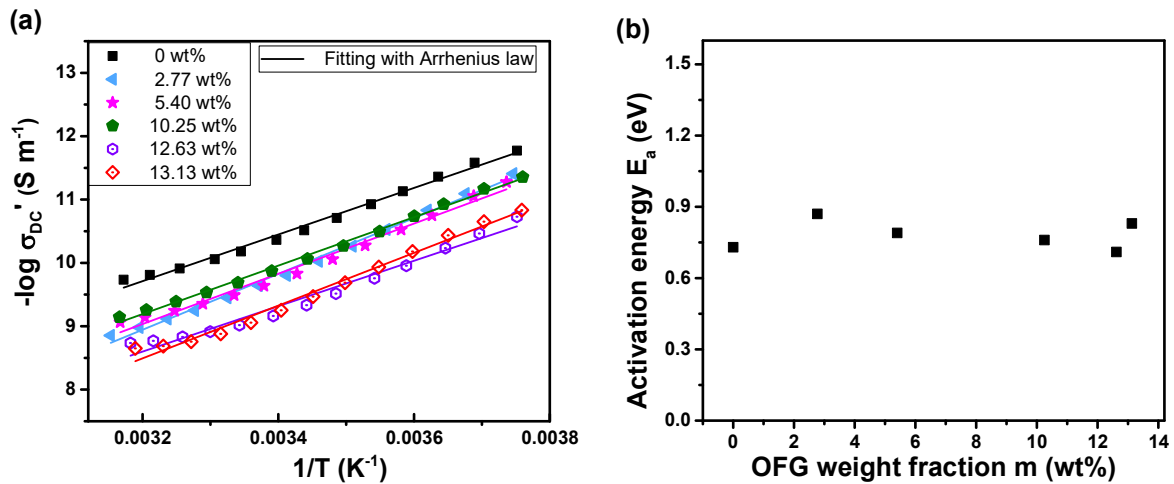 (a)
-log σDC' (S m-1)
13
12
11
10
9
8
0 wt%
2.77 wt%
5.40 wt%
10.25 wt%
12.63 wt%
13.13 wt%
Fitting with Arrhenius law
0.0032
0.0034
0.0036
0.0038
1/T (K-1)
(b)
Activation energy Ea (eV)
1.5
1.2
0.9
0.6
0.3
0.0
0
2
4
6
8
10
12
14
OFG weight fraction m (wt%)